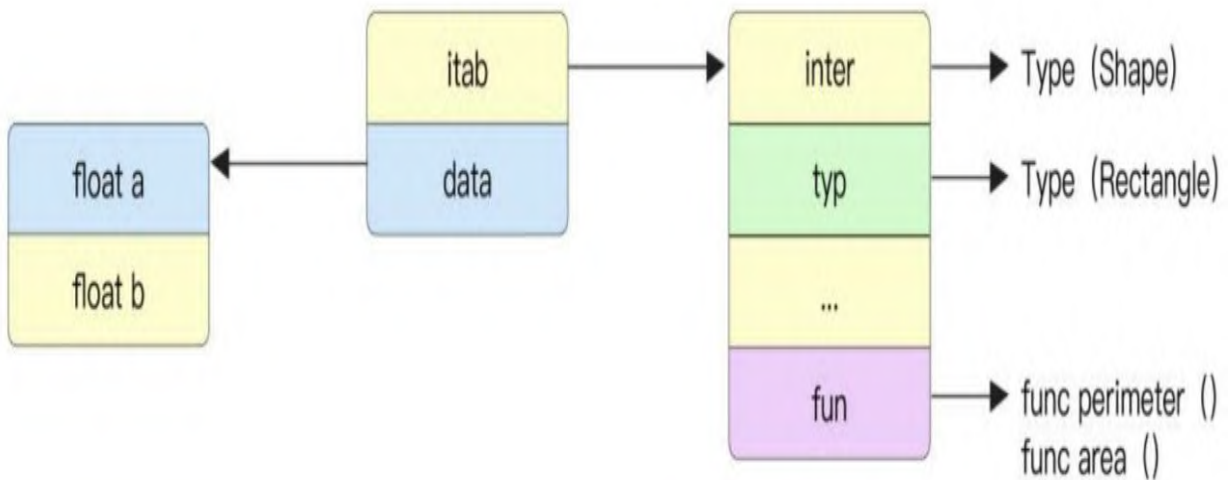 itab
data
float a
float b
inter
typ
...
fun
Type (Shape)
Type (Rectangle)
func perimeter ()
func area ()